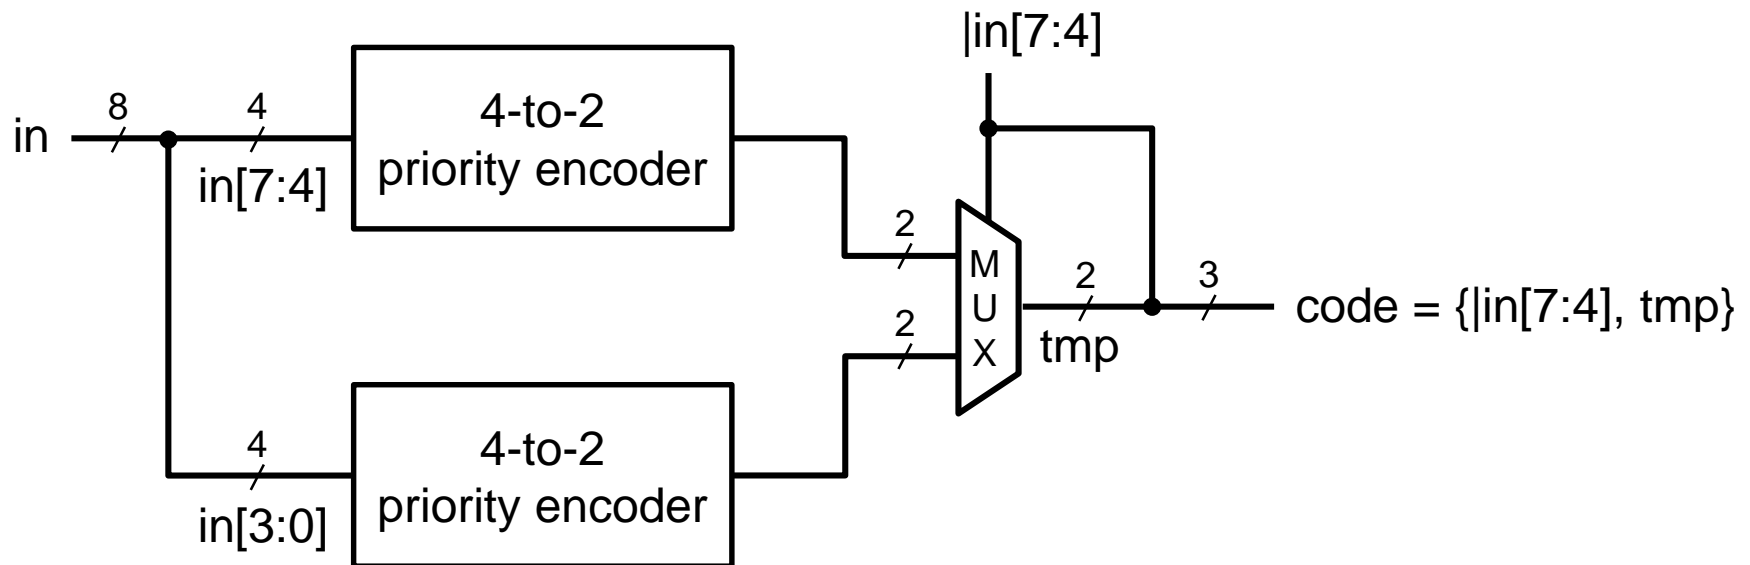 |in[7:4]
8
4
4-to-2
priority encoder
in
in[7:4]
2
M
U
X
2
3
code = {|in[7:4], tmp}
2
tmp
4
4-to-2
priority encoder
in[3:0]